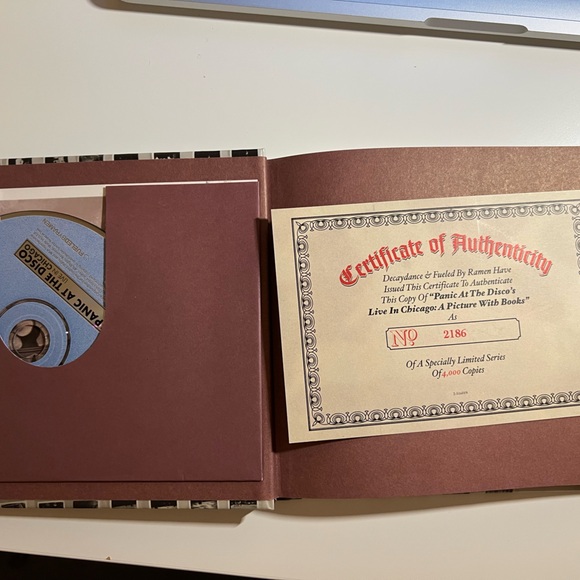 PANIC AT THE DISCO
LIVE IN CHICAGO
Certificate of Authenticity
Decaydance & Fueled By Ramen Have
Issued This Certificate To Authenticate
This Copy Of "Panic At The Disco's
Live In Chicago: A Picture With Books"
As
Nº 2186
Of A Specially Limited Series
Of 4,000 Copies